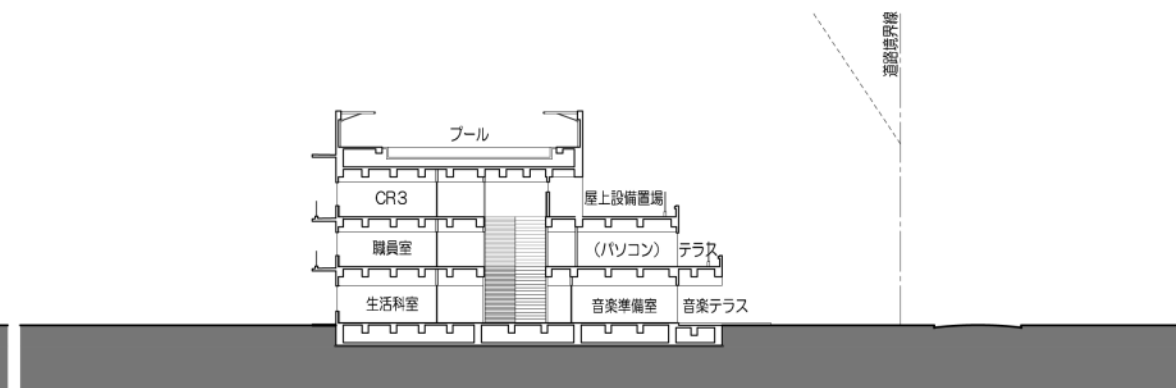 道路境界線
プール
CR3
屋上設備置場
職員室
(パソコン)
テラス
生活科室
音楽準備室
音楽テラス